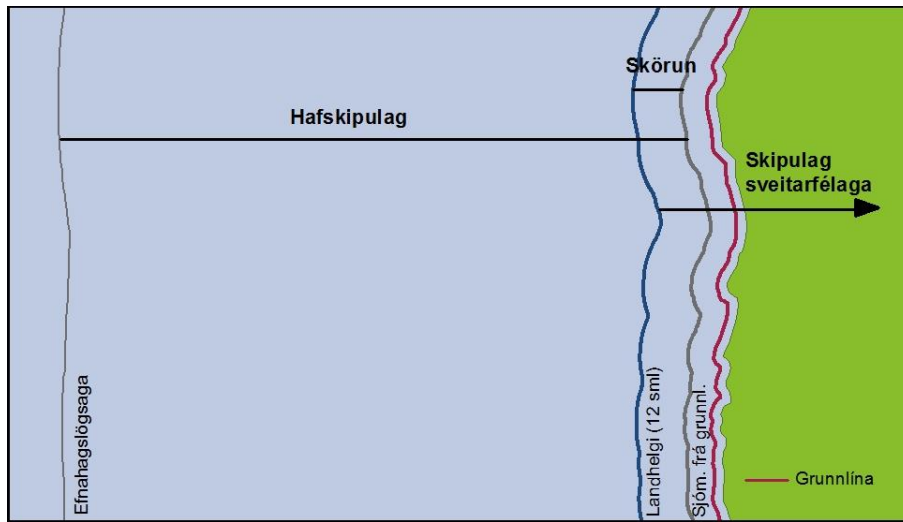 Skörun
Hafskipulag
Skipulag
sveitarfélaga
Efnahagslögsaga
Landhelgi (12 sml)
Sjóm. frá grunnl.
Grunnlína